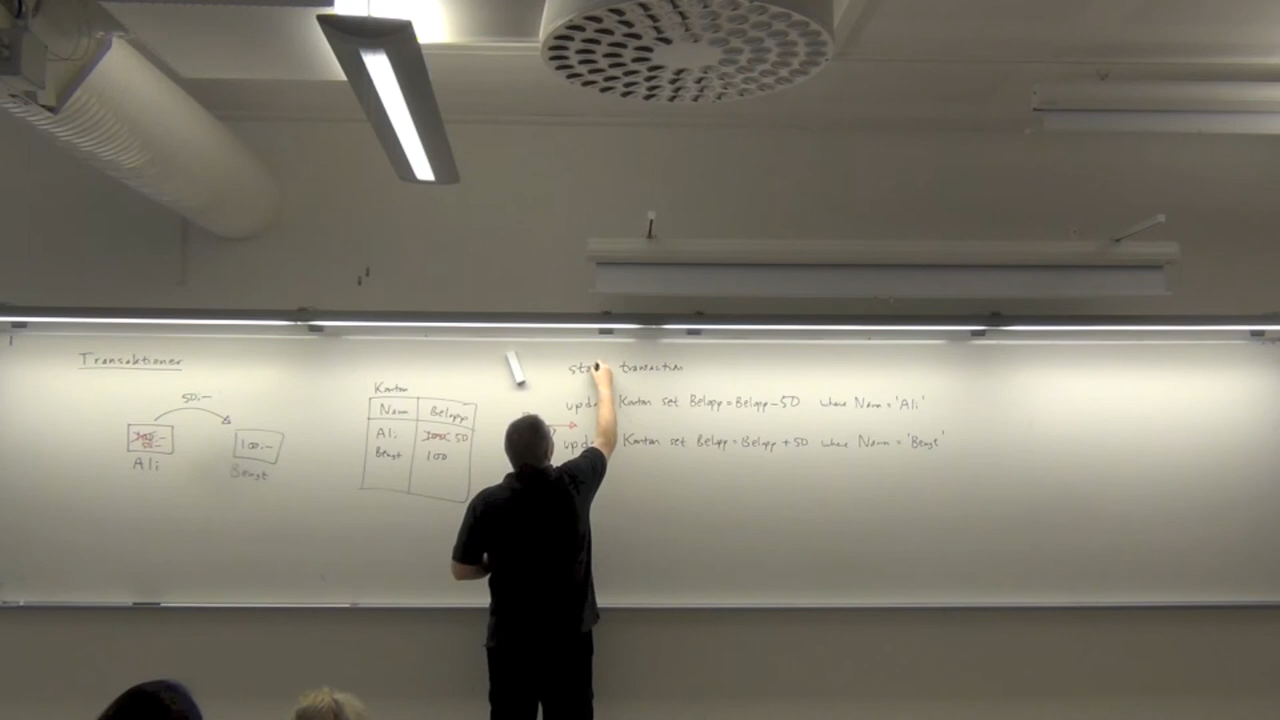 Transaktioner
50:-
100:-
Ali
Bengt
Konton
Namn Belopp
Ali 100 50
Bengt 100
transaction
Konton set Belopp = Belopp - 50 where Namn = 'Ali'
Konton set Belopp = Belopp + 50 where Namn = 'Bengt'